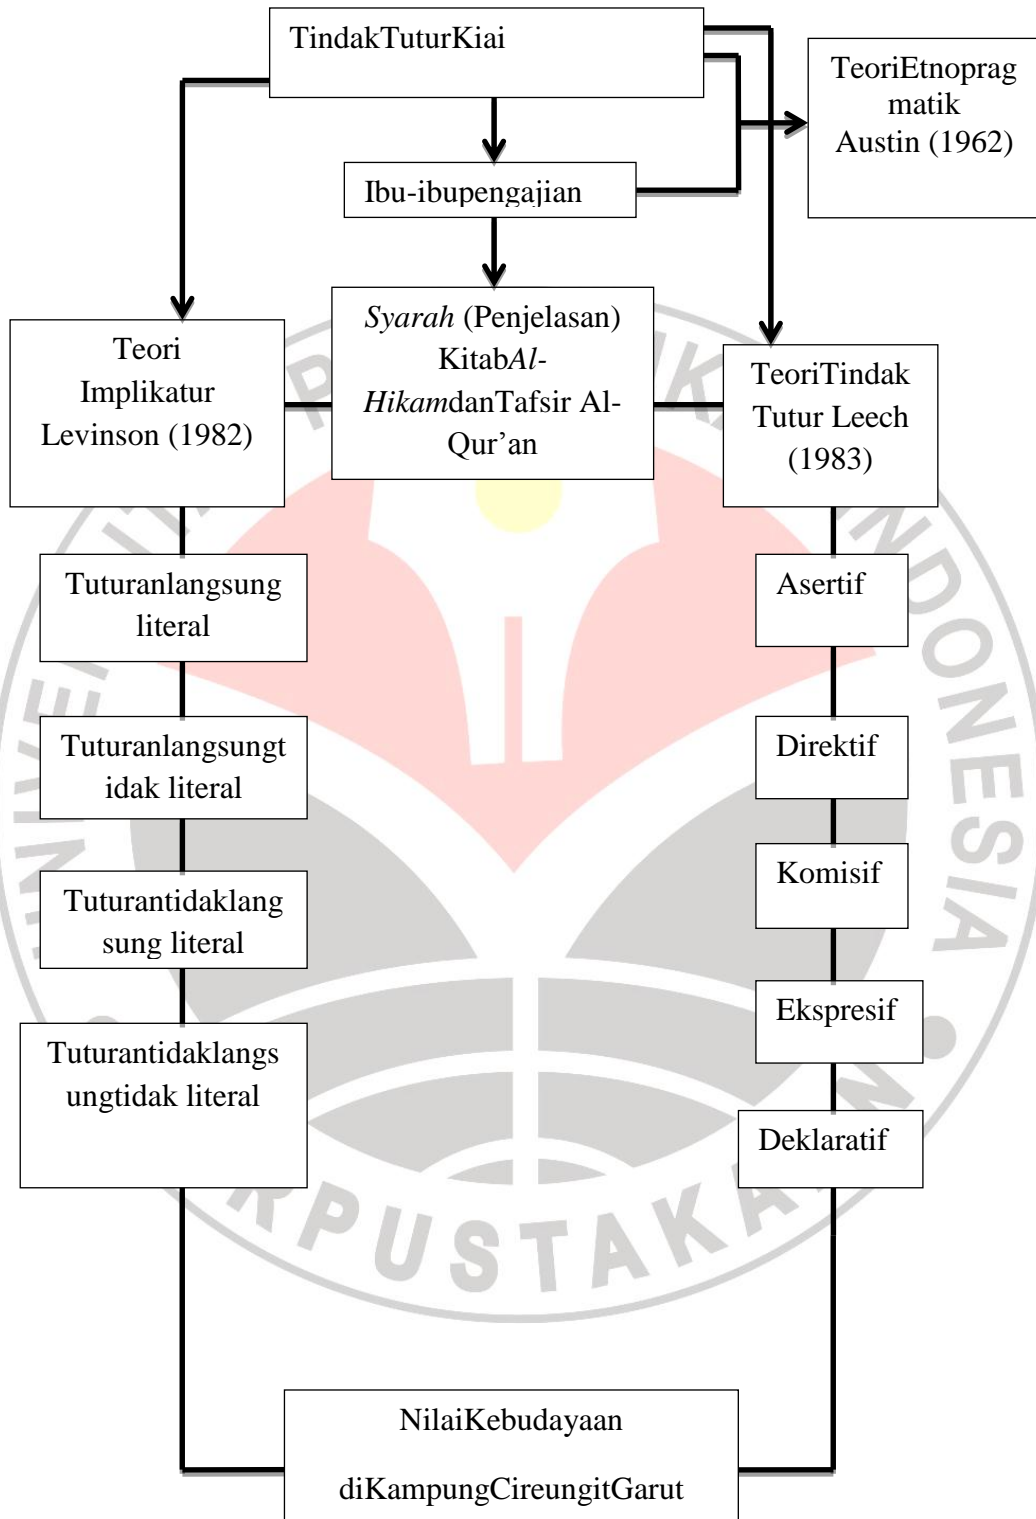 TindakTuturKiai
TeoriEtnoprag
matik
Austin (1962)
Ibu-ibupengajian
Syarah (Penjelasan)
KitabAl-
HikamdanTafsir Al-
Qur’an
Teori
Implikatur
Levinson (1982)
TeoriTindak
Tutur Leech
(1983)
Tuturanlangsung
literal
Asertif
Tuturanlangsungt
idak literal
Direktif
Tuturantidaklang
sung literal
Komisif
Tuturantidaklangs
ungtidak literal
Ekspresif
Deklaratif
NilaiKebudayaan
diKampungCireungitGarut
INDONESIA